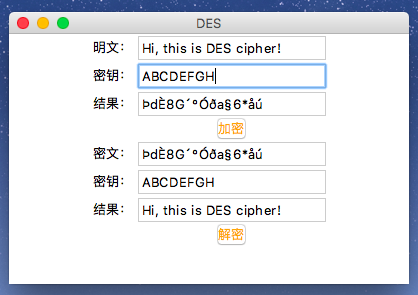 DES
明文: Hi, this is DES cipher!
密钥: ABCDEFGH
结果: ÞdÈ8G´ºÓða§6*åú
加密
密文: ÞdÈ8G´ºÓða§6*åú
密钥: ABCDEFGH
结果: Hi, this is DES cipher!
解密